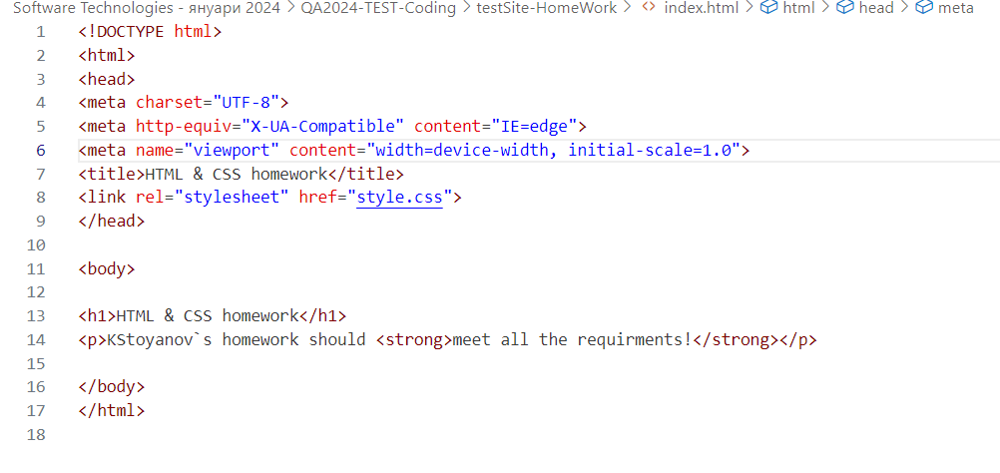 Software Technologies - януари 2024 > QA2024-TEST-Coding > testSite-HomeWork > <> index.html > html > head > meta
1 <!DOCTYPE html>
2 <html>
3 <head>
4 <meta charset="UTF-8">
5 <meta http-equiv="X-UA-Compatible" content="IE=edge">
6 <meta name="viewport" content="width=device-width, initial-scale=1.0">
7 <title>HTML & CSS homework</title>
8 <link rel="stylesheet" href="style.css">
9 </head>
10
11 <body>
12
13 <h1>HTML & CSS homework</h1>
14 <p>KStoyanov`s homework should <strong>meet all the requirments!</strong></p>
15
16 </body>
17 </html>
18